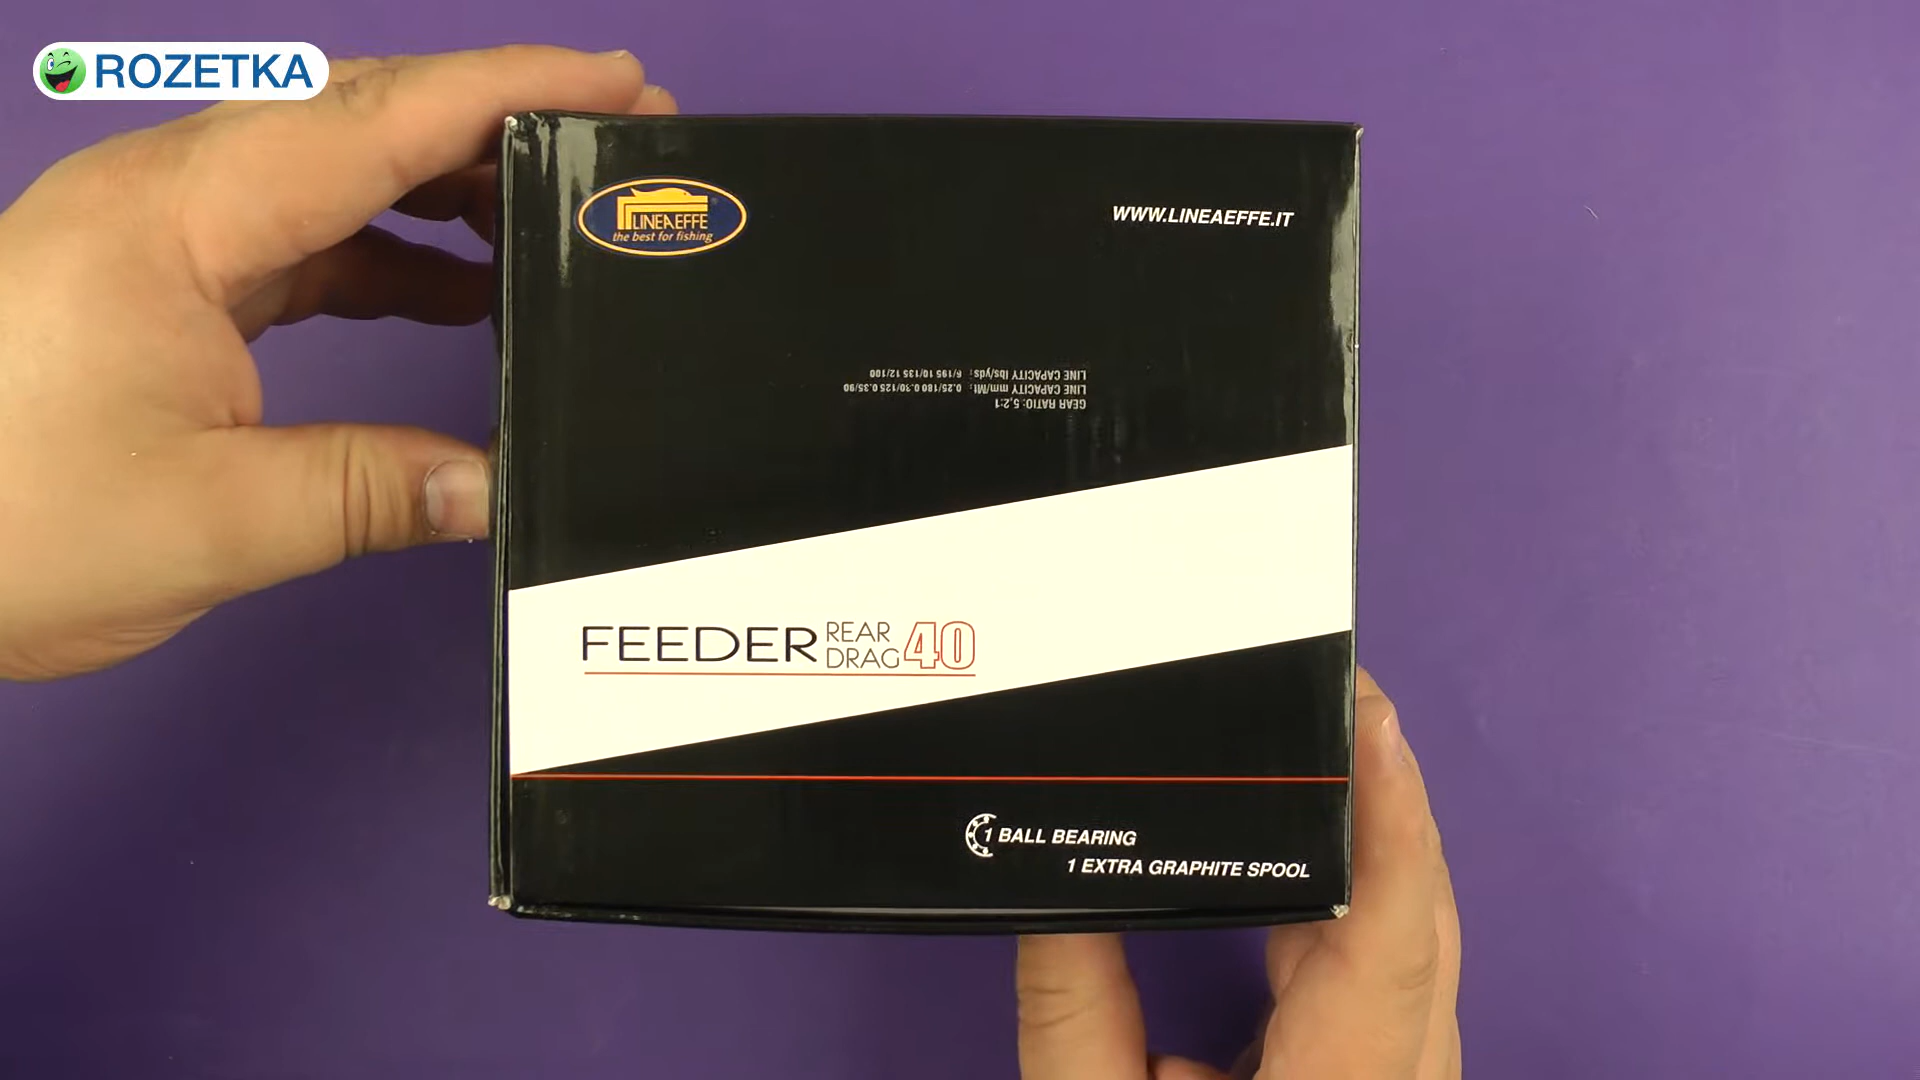 ROZETKA
LINEAEFFE
the best for fishing
WWW.LINEAEFFE.IT
GEAR RATIO: 5,2:1
LINE CAPACITY mm/Mt: 0.25/180 0.30/125 0.35/90
LINE CAPACITY lbs/yds: 6/195 10/135 12/100
FEEDER REAR DRAG 40
1 BALL BEARING
1 EXTRA GRAPHITE SPOOL